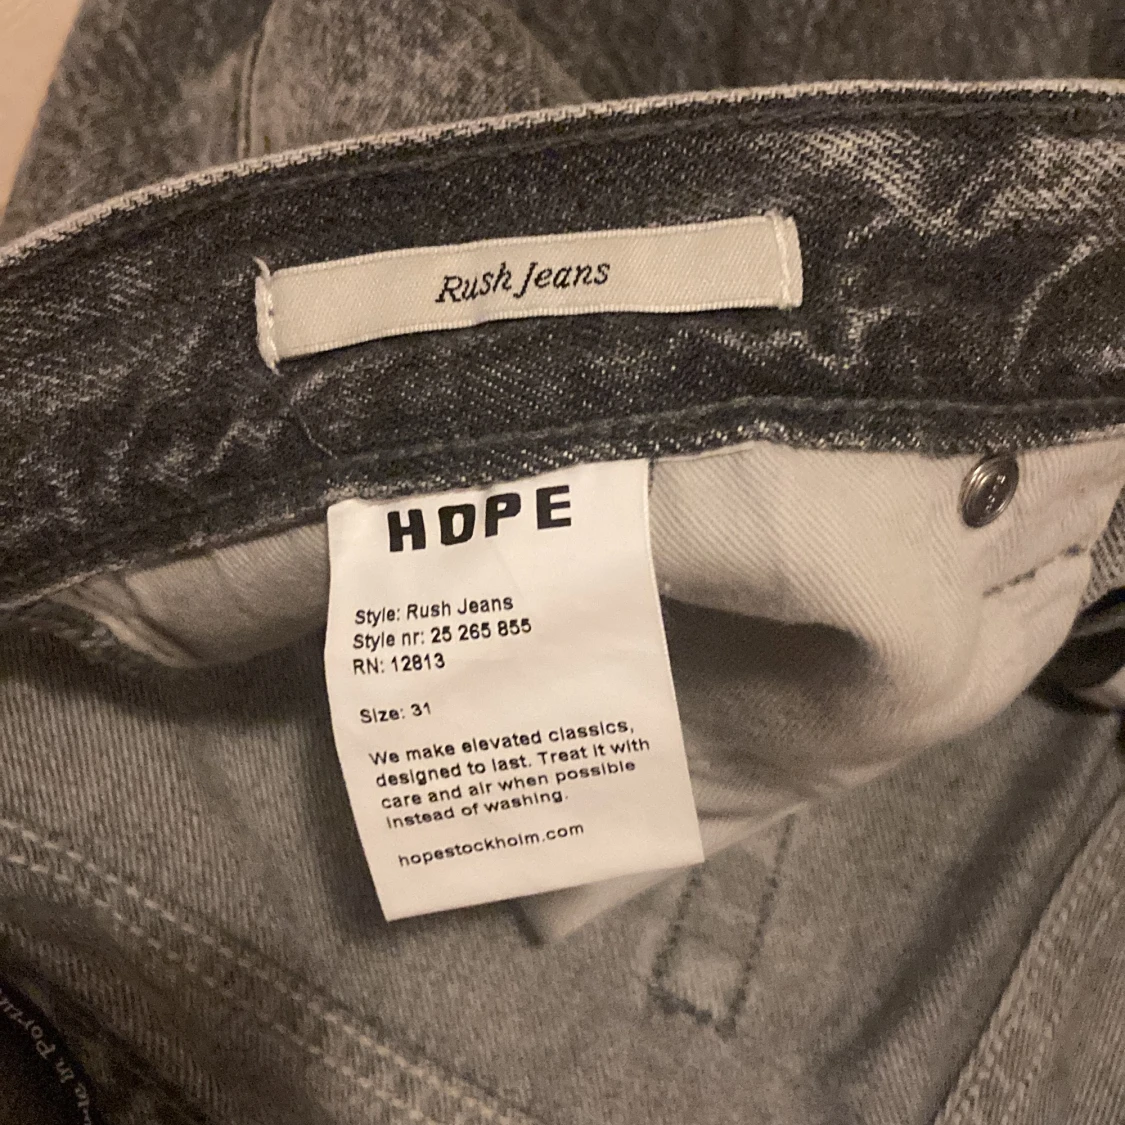 Rush Jeans
HOPE
Style: Rush Jeans
Style nr: 25 265 855
RN: 12813
Size: 31
We make elevated classics,
designed to last. Treat it with
care and air when possible
instead of washing.
hopestockholm.com
in